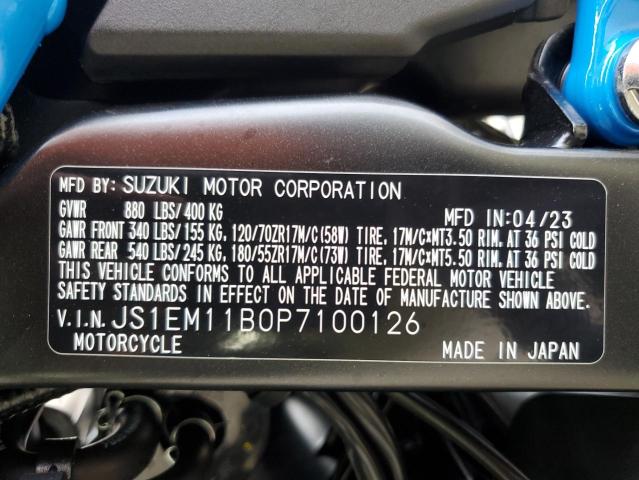 MFD BY: SUZUKI MOTOR CORPORATION
GVWR 880 LBS/400 KG MFD IN:04/23
GAWR FRONT 340 LBS/155 KG, 120/70ZR17M/C(58W) TIRE, 17M/C×MT3.50 RIM, AT 36 PSI COLD
GAWR REAR 540 LBS/245 KG, 180/55ZR17M/C(73W) TIRE, 17M/C×MT5.50 RIM, AT 36 PSI COLD
THIS VEHICLE CONFORMS TO ALL APPLICABLE FEDERAL MOTOR VEHICLE
SAFETY STANDARDS IN EFFECT ON THE DATE OF MANUFACTURE SHOWN ABOVE.
V.I.N. JS1EM11B0P7100126
MOTORCYCLE MADE IN JAPAN